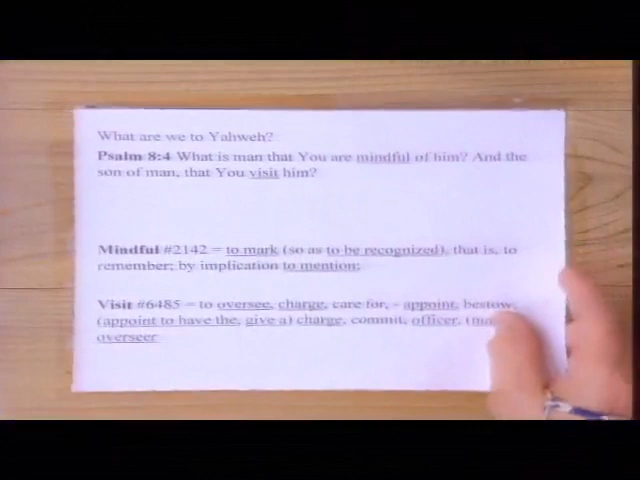 What are we to Yahweh?
Psalm 8:4 What is man that You are mindful of him? And the
son of man, that You visit him?
Mindful #2142 = to mark (so as to be recognized), that is, to
remember; by implication to mention;
Visit #6485 = to oversee, charge, care for, - appoint, bestow,
(appoint to have the, give a) charge, commit, officer,
overseer